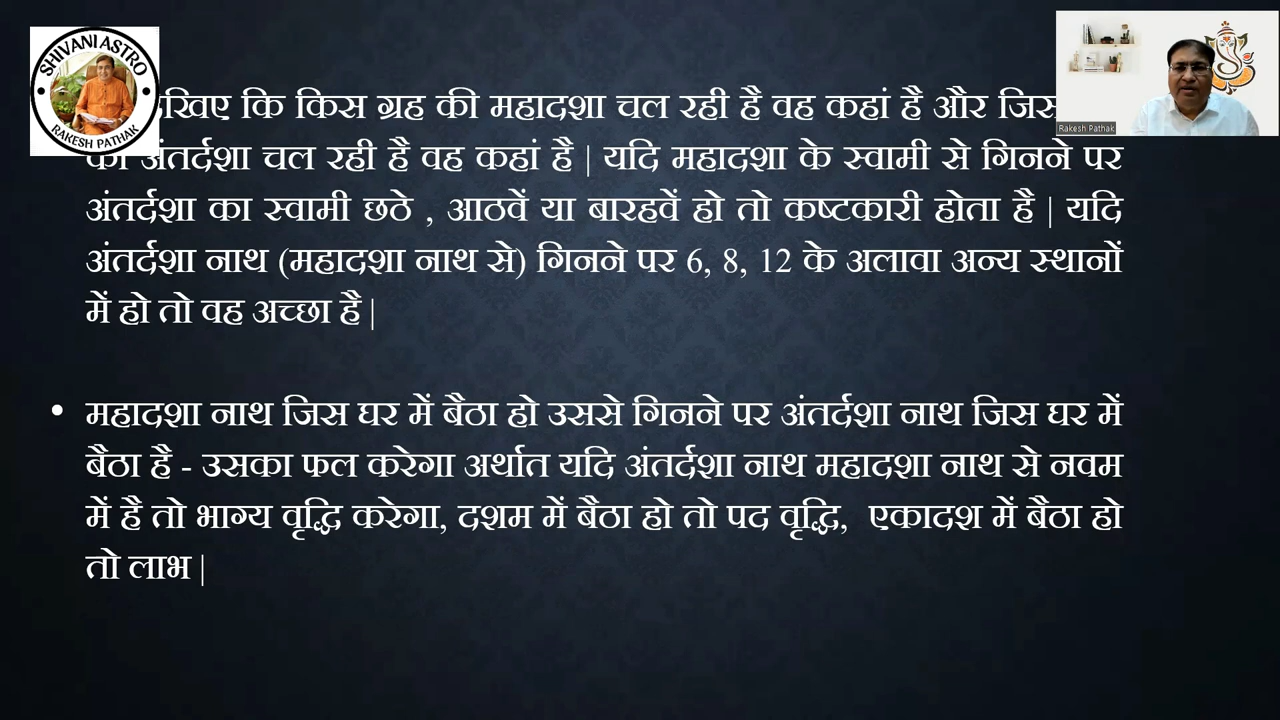 SHIVANI ASTRO
RAKESH PATHAK
Rakesh Pathak
कि किस ग्रह की महादशा चल रही है वह कहां है और
अंतर्दशा चल रही है वह कहां है | यदि महादशा के स्वामी से गिनने पर
अंतर्दशा का स्वामी छठे , आठवें या बारहवें हो तो कष्टकारी होता है | यदि
अंतर्दशा नाथ (महादशा नाथ से) गिनने पर 6, 8, 12 के अलावा अन्य स्थानों
में हो तो वह अच्छा है |
• महादशा नाथ जिस घर में बैठा हो उससे गिनने पर अंतर्दशा नाथ जिस घर में
बैठा है - उसका फल करेगा अर्थात यदि अंतर्दशा नाथ महादशा नाथ से नवम
में है तो भाग्य वृद्धि करेगा, दशम में बैठा हो तो पद वृद्धि, एकादश में बैठा हो
तो लाभ |